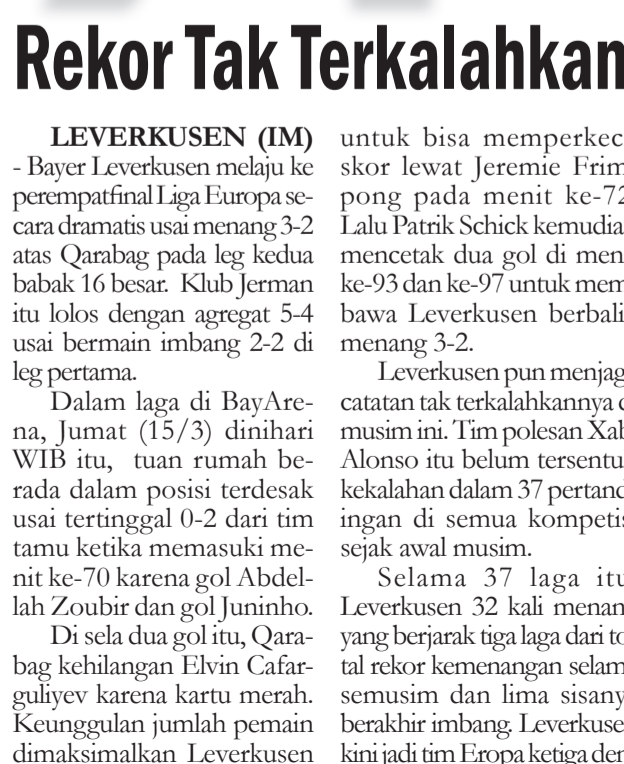 Rekor Tak Terkalahkan
LEVERKUSEN (IM)
- Bayer Leverkusen melaju ke
perempatfinal Liga Europa se-
cara dramatis usai menang 3-2
atas Qarabag pada leg kedua
babak 16 besar. Klub Jerman
itu lolos dengan agregat 5-4
usai bermain imbang 2-2 di
leg pertama.
Dalam laga di BayAre-
na, Jumat (15/3) dinihari
WIB itu, tuan rumah be-
rada dalam posisi terdesak
usai tertinggal 0-2 dari tim
tamu ketika memasuki me-
nit ke-70 karena gol Abdel-
lah Zoubir dan gol Juninho.
Di sela dua gol itu, Qara-
bag kehilangan Elvin Cafar-
guliyev karena kartu merah.
Keunggulan jumlah pemain
dimaksimalkan Leverkusen
untuk bisa memperkec
skor lewat Jeremie Frim
pong pada menit ke-72
Lalu Patrik Schick kemudia
mencetak dua gol di men
ke-93 dan ke-97 untuk mem
bawa Leverkusen berbali
menang 3-2.
Leverkusen pun menjag
catatan tak terkalahkannya d
musim ini. Tim polesan Xab
Alonso itu belum tersentu
kekalahan dalam 37 pertand
ingan di semua kompetis
sejak awal musim.
Selama 37 laga itu
Leverkusen 32 kali menan
yang berjarak tiga laga dari to
tal rekor kemenangan selam
semusim dan lima sisany
berakhir imbang. Leverkuse
kini jadi tim Eropa ketiga den